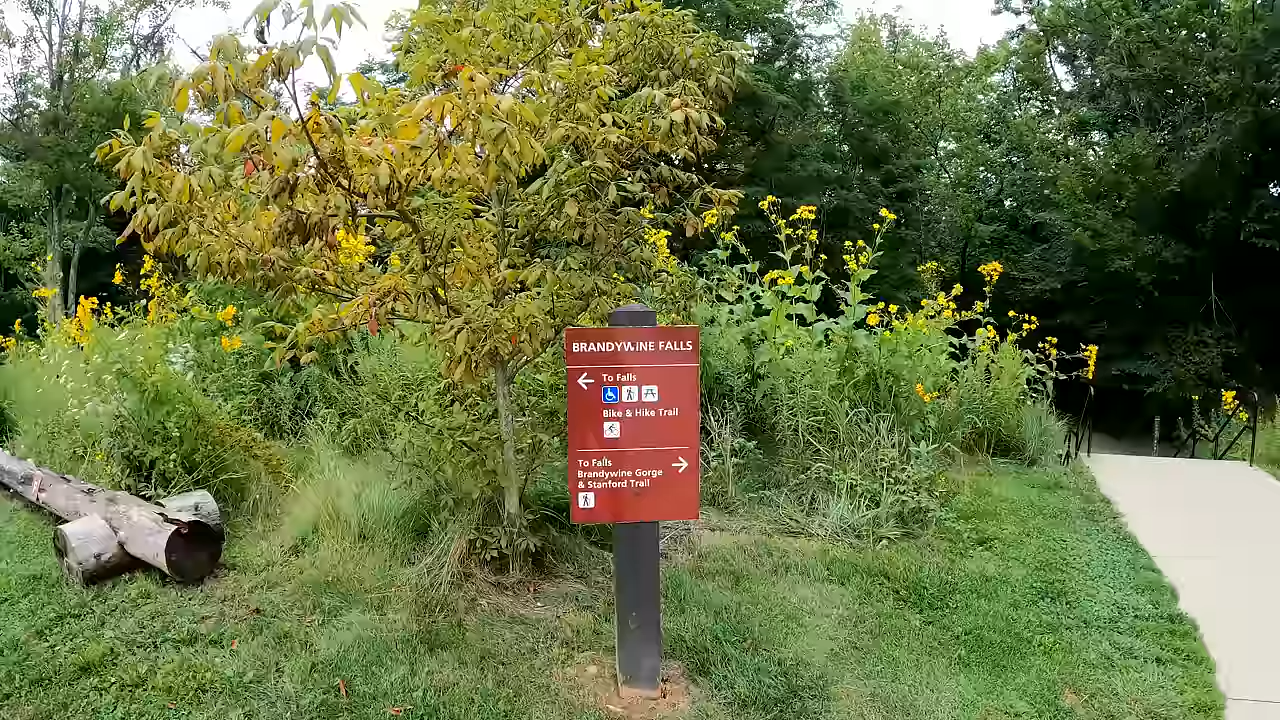 BRANDYWINE FALLS
To Falls
Bike & Hike Trail
To Falls
Brandywine Gorge
& Stanford Trail